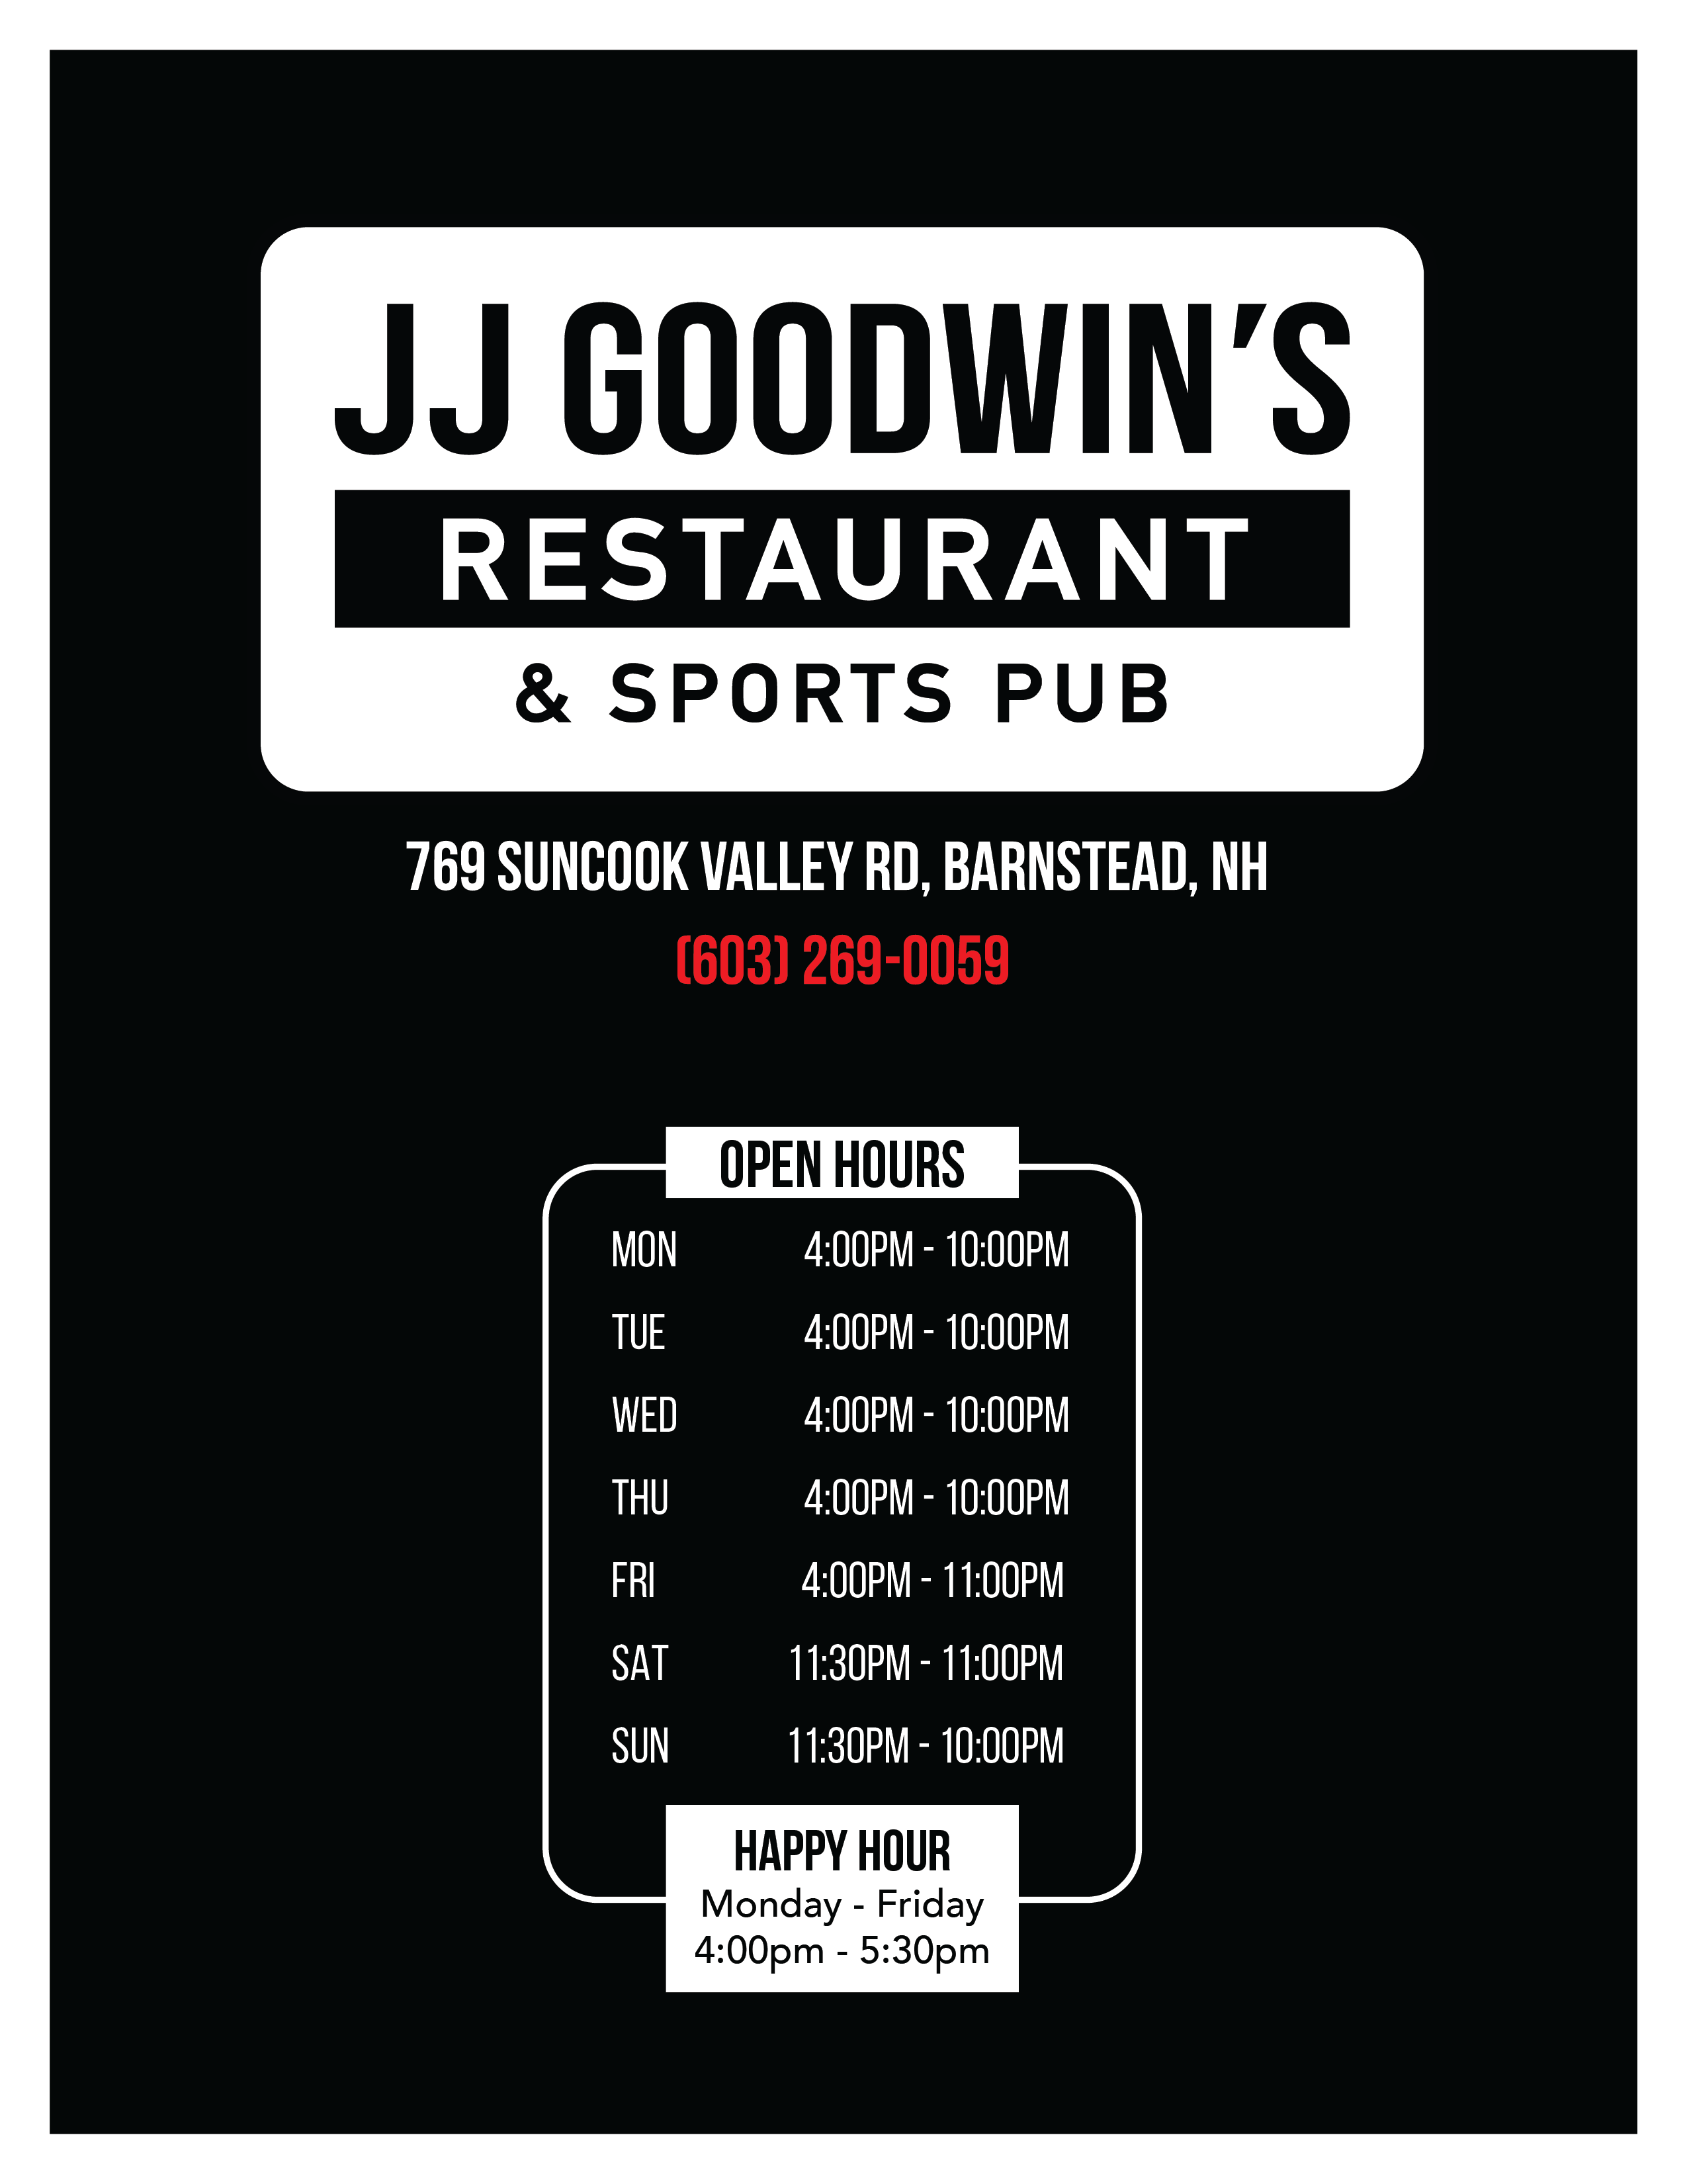 JJ GOODWIN'S
RESTAURANT
& SPORTS PUB
769 SUNCOOK VALLEY RD, BARNSTEAD, NH
(603) 269-0059
OPEN HOURS
MON 4:00PM - 10:00PM
TUE 4:00PM - 10:00PM
WED 4:00PM - 10:00PM
THU 4:00PM - 10:00PM
FRI 4:00PM - 11:00PM
SAT 11:30PM - 11:00PM
SUN 11:30PM - 10:00PM
HAPPY HOUR
Monday - Friday
4:00pm - 5:30pm